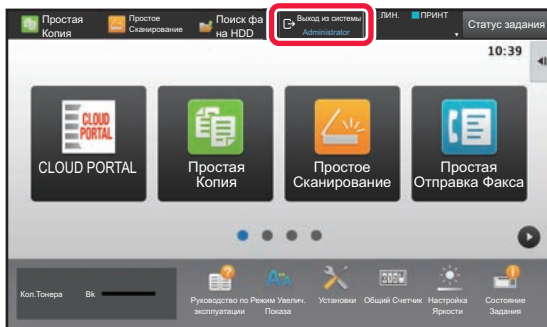 Простая
Копия
Простое
Сканирование
Поиск фа
на HDD
Выход из системы
Administrator
ЛИН.
ПРИНТ
Статус задания
10:39
CLOUD
PORTAL
CLOUD PORTAL
Простая
Копия
Простое
Сканирование
Простая
Отправка Факса
Кол.Тонера
Bk
Руководство по
эксплуатации
Режим Увелич.
Показа
Установки
Общий Счетчик
Настройка
Яркости
Состояние
Задания